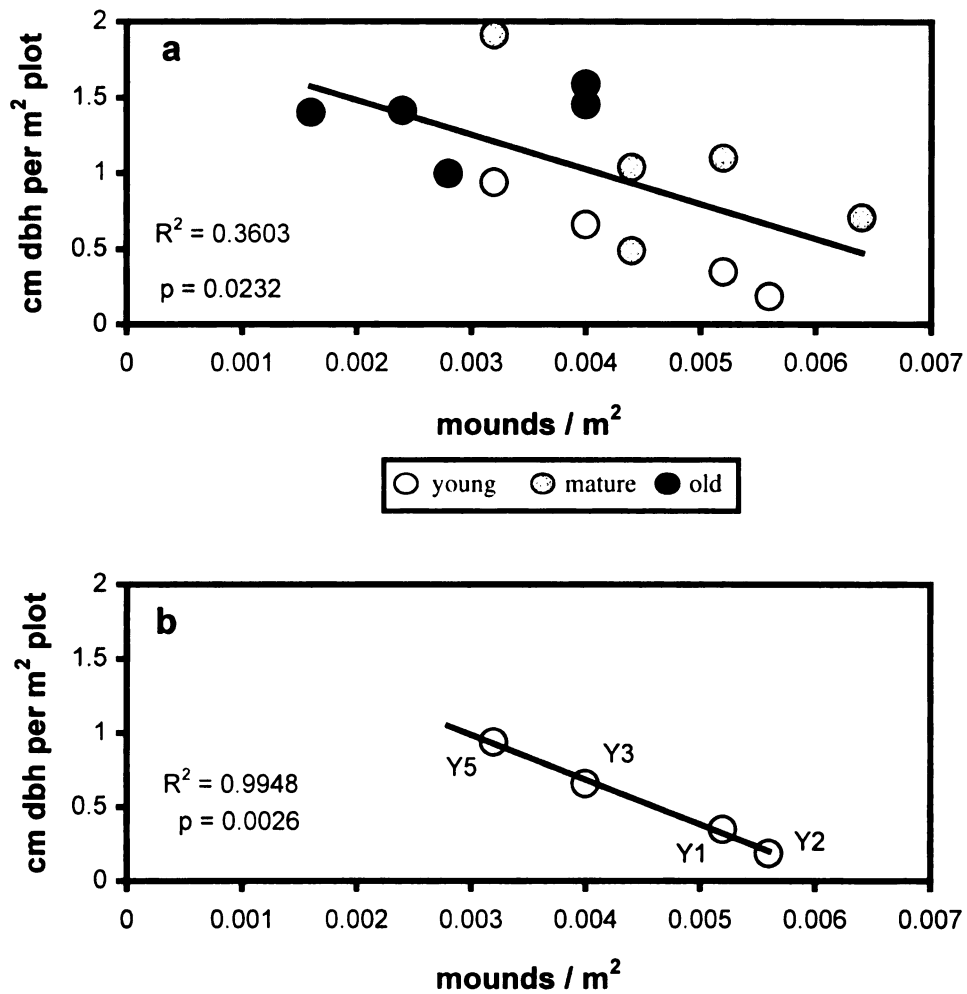 a
cm dbh per m² plot
2
1.5
1
0.5
0
R² = 0.3603
p = 0.0232
0 0.001 0.002 0.003 0.004 0.005 0.006 0.007
mounds / m²
young mature old
b
cm dbh per m² plot
2
1.5
1
0.5
0
Y5
Y3
Y1
Y2
R² = 0.9948
p = 0.0026
0 0.001 0.002 0.003 0.004 0.005 0.006 0.007
mounds / m²